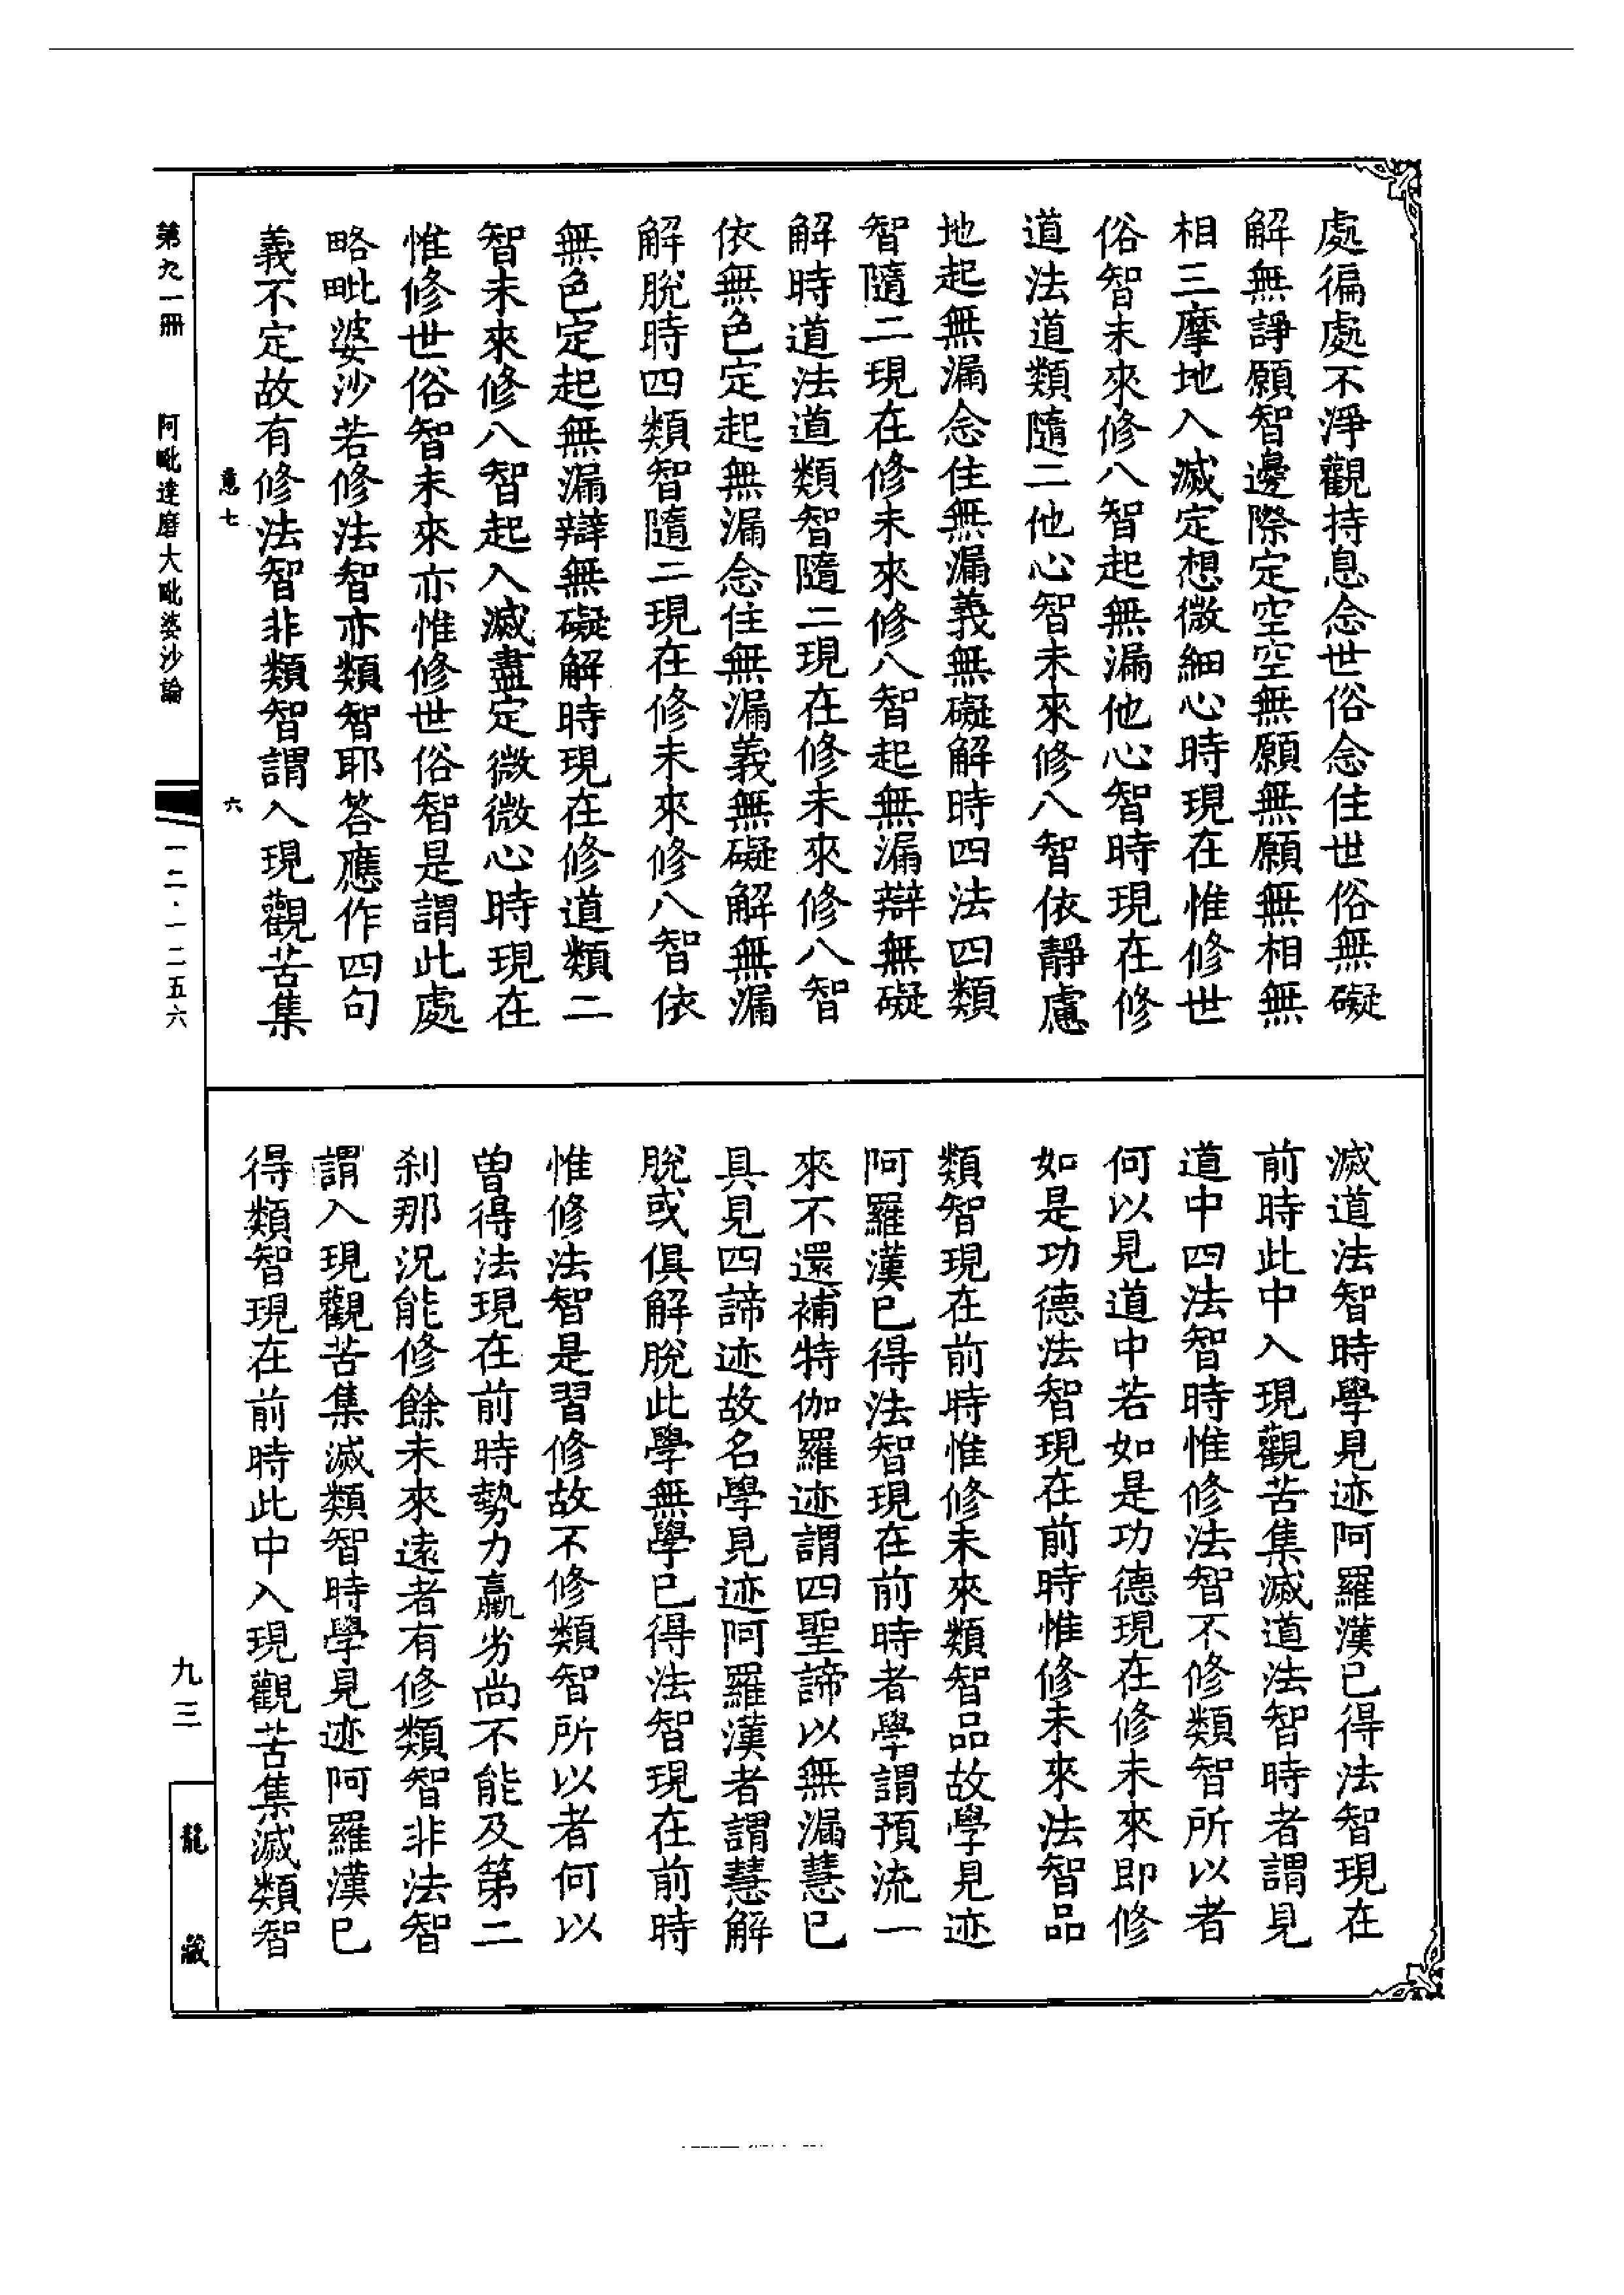 處徧處不淨觀持息念世俗念住世俗無礙
解無諍願智邊際定空空無願無願無相無
相三摩地入滅定想微細心時現在惟修世
俗智未來修八智起無漏他心智時現在修
道法道類隨二他心智未來修八智依靜慮
地起無漏念住無漏義無礙解時四法四類
智隨二現在修未來修八智起無漏辯無礙
解時道法道類智隨二現在修未來修八智
依無色定起無漏念住無漏義無礙解無漏
解脫時四類智隨二現在修未來修八智依
無色定起無漏辯無礙解時現在修道類二
智未來修八智起入滅盡定微微心時現在
惟修世俗智未來亦惟修世俗智是謂此處
略毗婆沙若修法智亦類智耶答應作四句
義不定故有修法智非類智謂入現觀苦集
滅道法智時學見迹阿羅漢已得法智現在
前時此中入現觀苦集滅道法智時者謂見
道中四法智時惟修法智不修類智所以者
何以見道中若如是功德現在修未來即修
如是功德法智現在前時惟修未來法智品
類智現在前時惟修未來類智品故學見迹
阿羅漢已得法智現在前時者學謂預流一
來不還補特伽羅迹謂四聖諦以無漏慧已
具見四諦迹故名學見迹阿羅漢者謂慧解
脫或俱解脫此學無學已得法智現在前時
惟修法智是習修故不修類智所以者何以
曾得法現在前時勢力羸劣尚不能及第二
刹那況能修餘未來遠者有修類智非法智
謂入現觀苦集滅類智時學見迹阿羅漢已
得類智現在前時此中入現觀苦集滅類智
意七
六
第九一冊
阿毗達磨大毗婆沙論
一二·一二五六
九三
龍藏